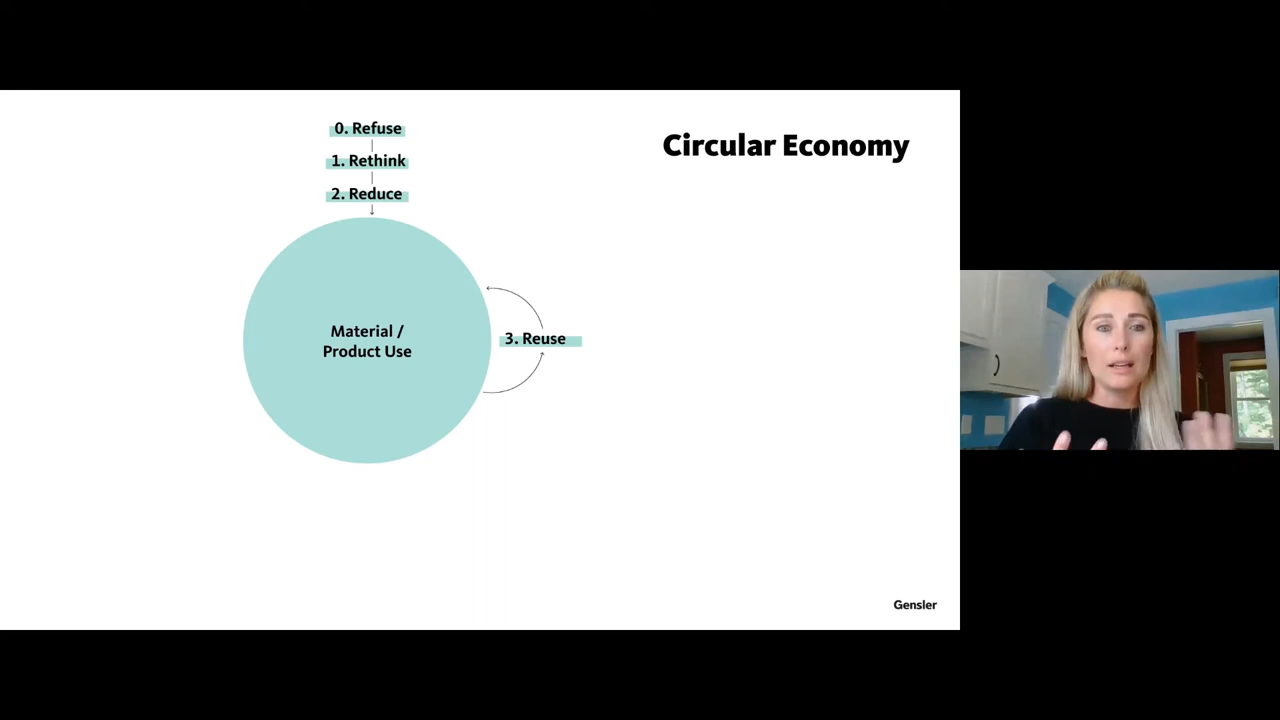 0. Refuse
Circular Economy
1. Rethink
2. Reduce
Material /
Product Use
3. Reuse
Gensler